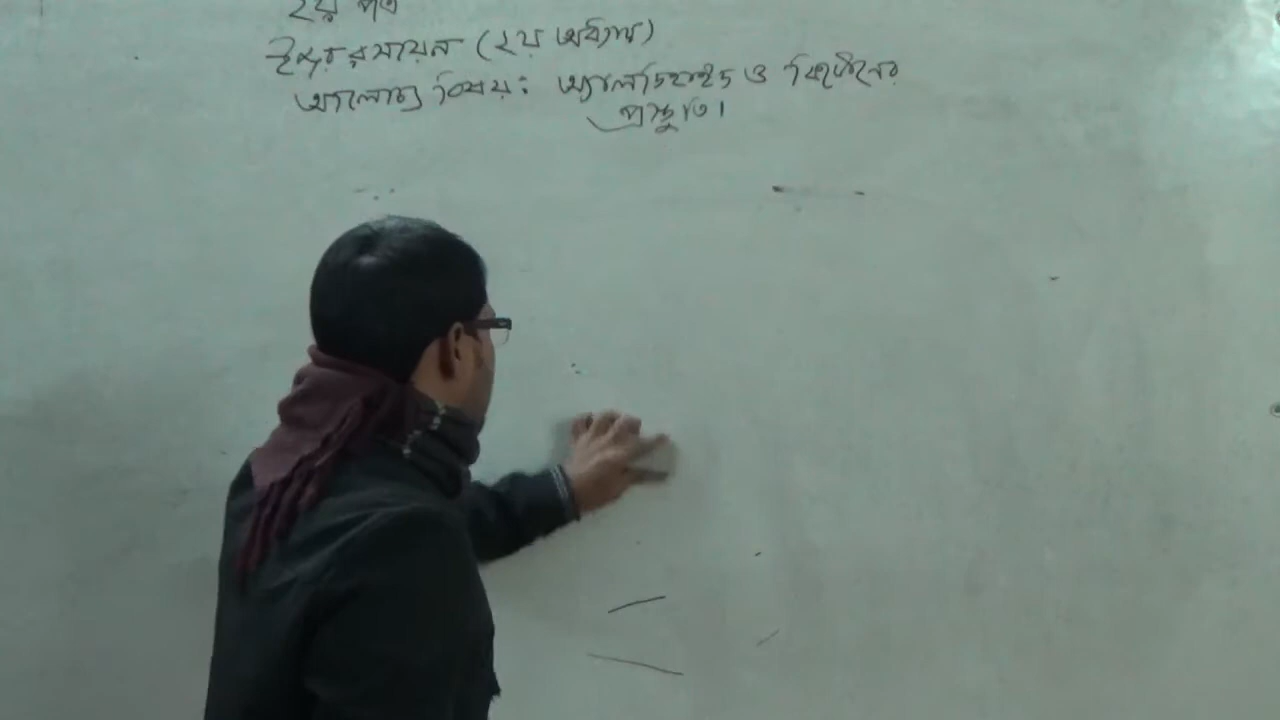 ২য় পত্র
জৈব রসায়ন (২য় অধ্যায়)
আলোচ্য বিষয়: অ্যালডিহাইড ও কিটোনের
প্রস্তুতি।